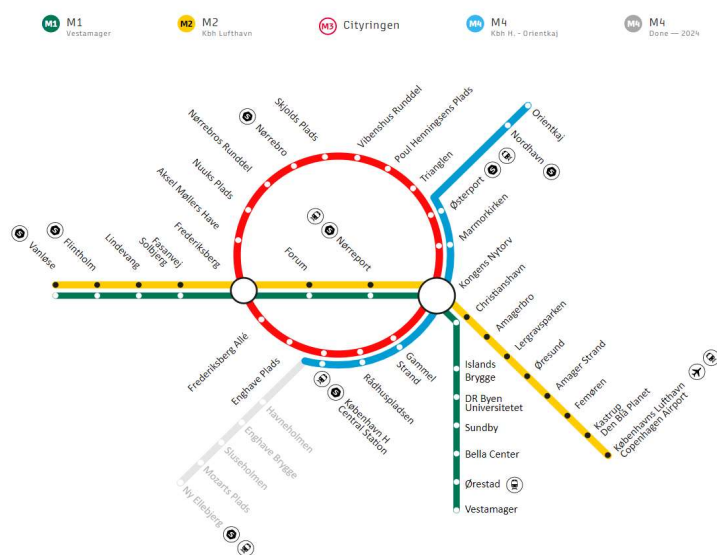 M1 M1
Vestamager
M2 M2
Kbh Lufthavn
M3 Cityringen
M4 M4
Kbh H. - Orientkaj
M4 M4
Done — 2024
Vanløse
Flintholm
Lindevang
Fasanvej
Solbjerg
Frederiksberg
Aksel Møllers Have
Nuuks Plads
Nørrebros Runddel
Nørrebro
Skjolds Plads
Vibenshus Runddel
Poul Henningsens Plads
Trianglen
Orientkaj
Nordhavn
Østerport
Marmorkirken
Forum
Nørreport
Kongens Nytorv
Christianshavn
Amagerbro
Lergravsparken
Øresund
Amager Strand
Femøren
Kastrup
Den Blå Planet
Københavns Lufthavn
Copenhagen Airport
Islands
Brygge
DR Byen
Universitetet
Sundby
Bella Center
Ørestad
Vestamager
Frederiksberg Allé
Enghave Plads
København H
Central Station
Rådhuspladsen
Gammel
Strand
Havneholmen
Enghave Brygge
Sluseholmen
Mozarts Plads
Ny Ellebjerg